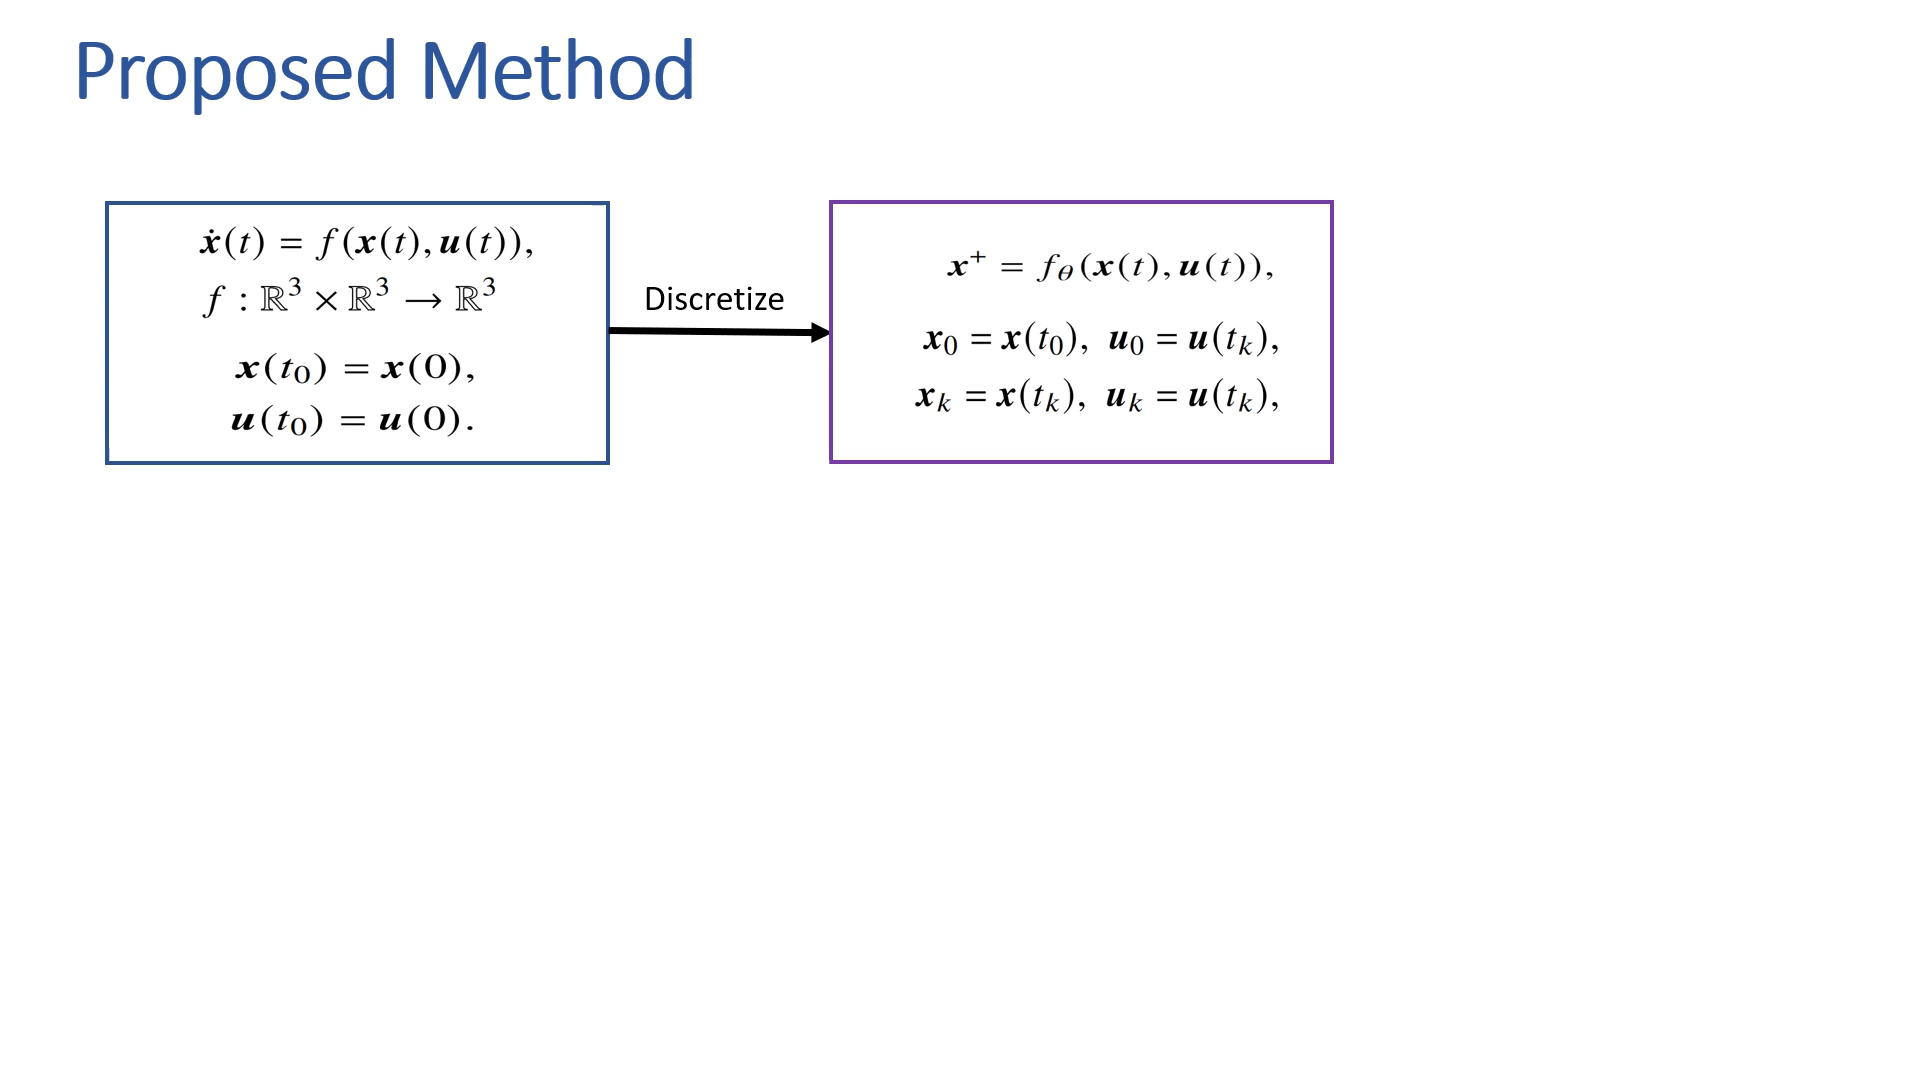 Proposed Method
ẋ(t) = f(x(t), u(t)),
f : ℝ³ × ℝ³ → ℝ³
x(t₀) = x(0),
u(t₀) = u(0).
Discretize
x⁺ = f_θ(x(t), u(t)),
x₀ = x(t₀), u₀ = u(t_k),
x_k = x(t_k), u_k = u(t_k),